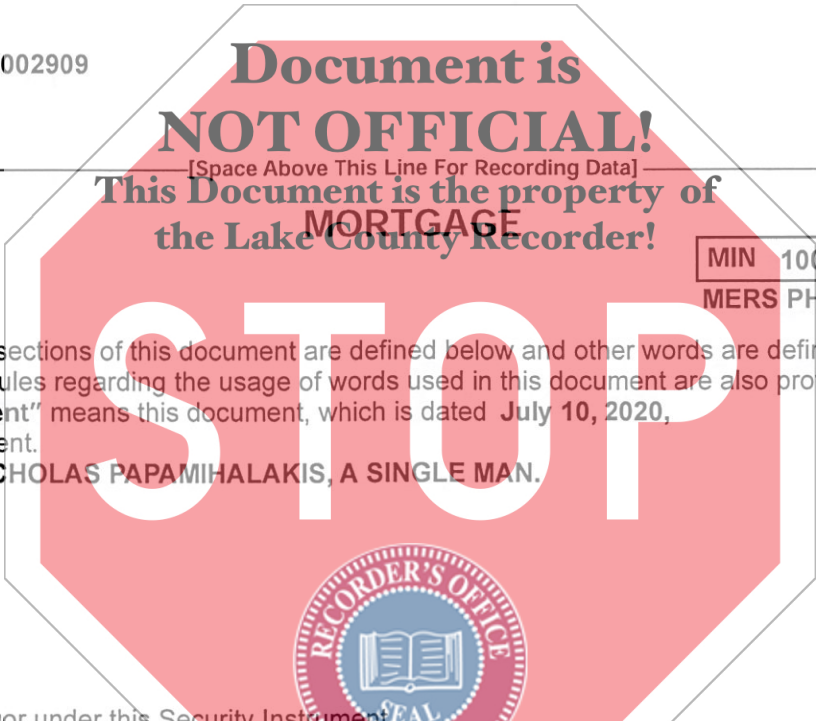 Document is
002909
NOT OFFICIAL!
[Space Above This Line For Recording Data]
This Document is the property of
MORTGAGE
the Lake County Recorder!
MIN 100
MERS PH
sections of this document are defined below and other words are defin
ules regarding the usage of words used in this document are also prov
ent" means this document, which is dated July 10, 2020,
ent.
CHOLAS PAPAMIHALAKIS, A SINGLE MAN.
STOP
RECORDER'S OFFICE
SEAL
or under this Security Instrument